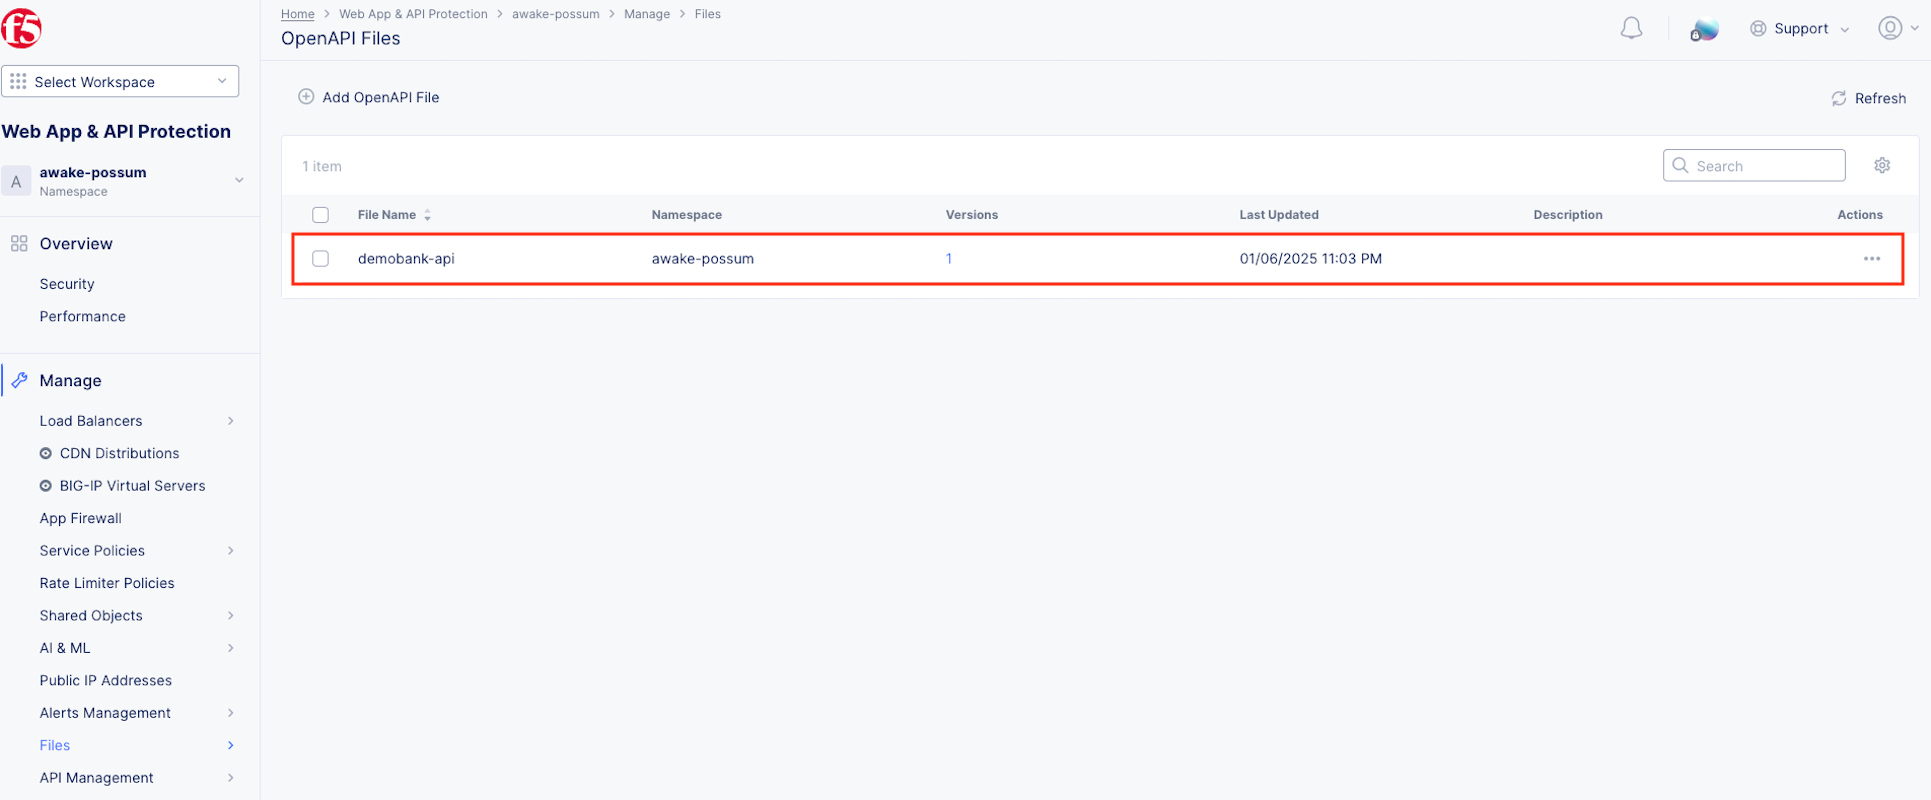 f5
Home > Web App & API Protection > awake-possum > Manage > Files
OpenAPI Files
Support
Select Workspace
Web App & API Protection
A
awake-possum
Namespace
Overview
Security
Performance
Manage
Load Balancers
CDN Distributions
BIG-IP Virtual Servers
App Firewall
Service Policies
Rate Limiter Policies
Shared Objects
AI & ML
Public IP Addresses
Alerts Management
Files
API Management
Add OpenAPI File
Refresh
1 item
Search
File Name Namespace Versions Last Updated Description Actions
demobank-api awake-possum 1 01/06/2025 11:03 PM